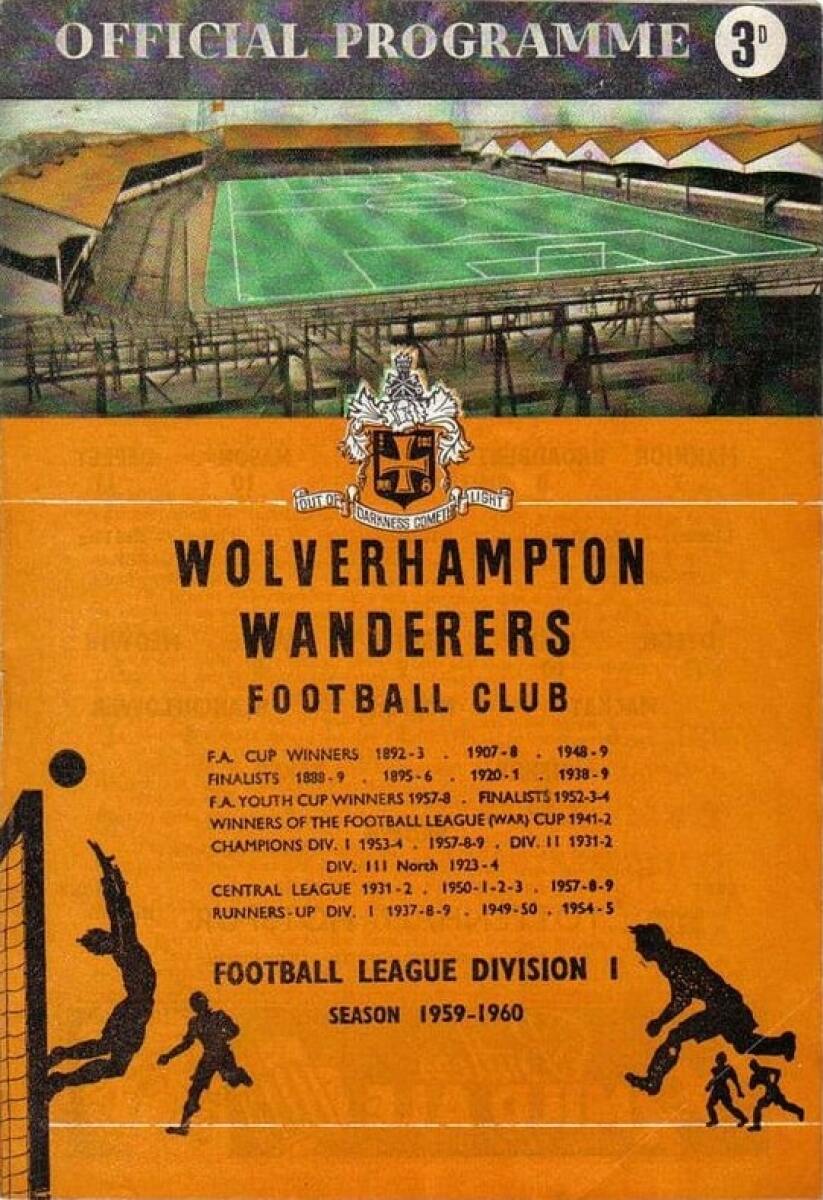 OFFICIAL PROGRAMME 3D
OUT OF DARKNESS COMETH LIGHT
WOLVERHAMPTON
WANDERERS
FOOTBALL CLUB
F.A. CUP WINNERS 1892-3 . 1907-8 . 1948-9
FINALISTS 1888-9 . 1895-6 . 1920-1 . 1938-9
F.A. YOUTH CUP WINNERS 1957-8 . FINALISTS 1952-3-4
WINNERS OF THE FOOTBALL LEAGUE (WAR) CUP 1941-2
CHAMPIONS DIV. I 1953-4 . 1957-8-9 . DIV. II 1931-2
DIV. III North 1923-4
CENTRAL LEAGUE 1931-2 . 1950-1-2-3 . 1957-8-9
RUNNERS-UP DIV. I 1937-8-9 . 1949-50 . 1954-5
FOOTBALL LEAGUE DIVISION I
SEASON 1959-1960